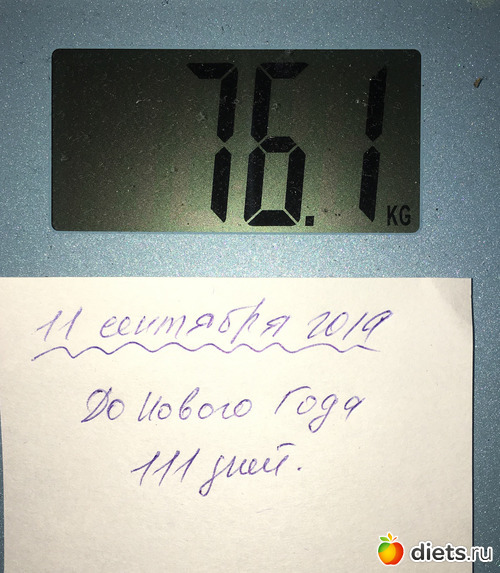 76.1 KG
11 сентября 2019
До Нового Года
111 дней.
diets.ru